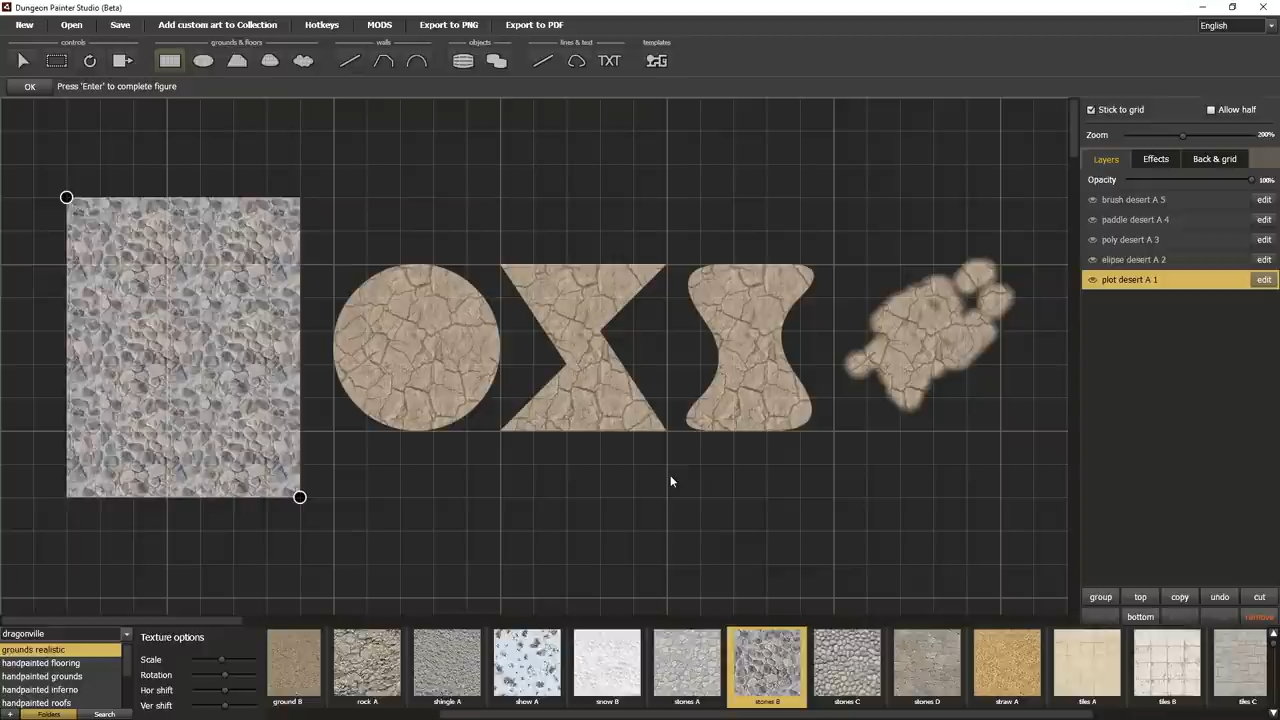 Dungeon Painter Studio (Beta)
New Open Save Add custom art to Collection Hotkeys MODS Export to PNG Export to PDF English
controls grounds & floors walls objects lines & text templates
TXT
OK Press 'Enter' to complete figure
Stick to grid Allow half
Zoom 200%
Layers Effects Back & grid
Opacity 100%
brush desert A 5 edit
paddle desert A 4 edit
poly desert A 3 edit
elipse desert A 2 edit
plot desert A 1 edit
group top copy undo cut
bottom remove
dragonville
grounds realistic
handpainted flooring
handpainted grounds
handpainted inferno
handpainted roofs
+ Folders Search
Texture options
Scale
Rotation
Hor shift
Ver shift
ground B rock A shingle A show A snow B stones A stones B stones C stones D straw A tiles A tiles B tiles C